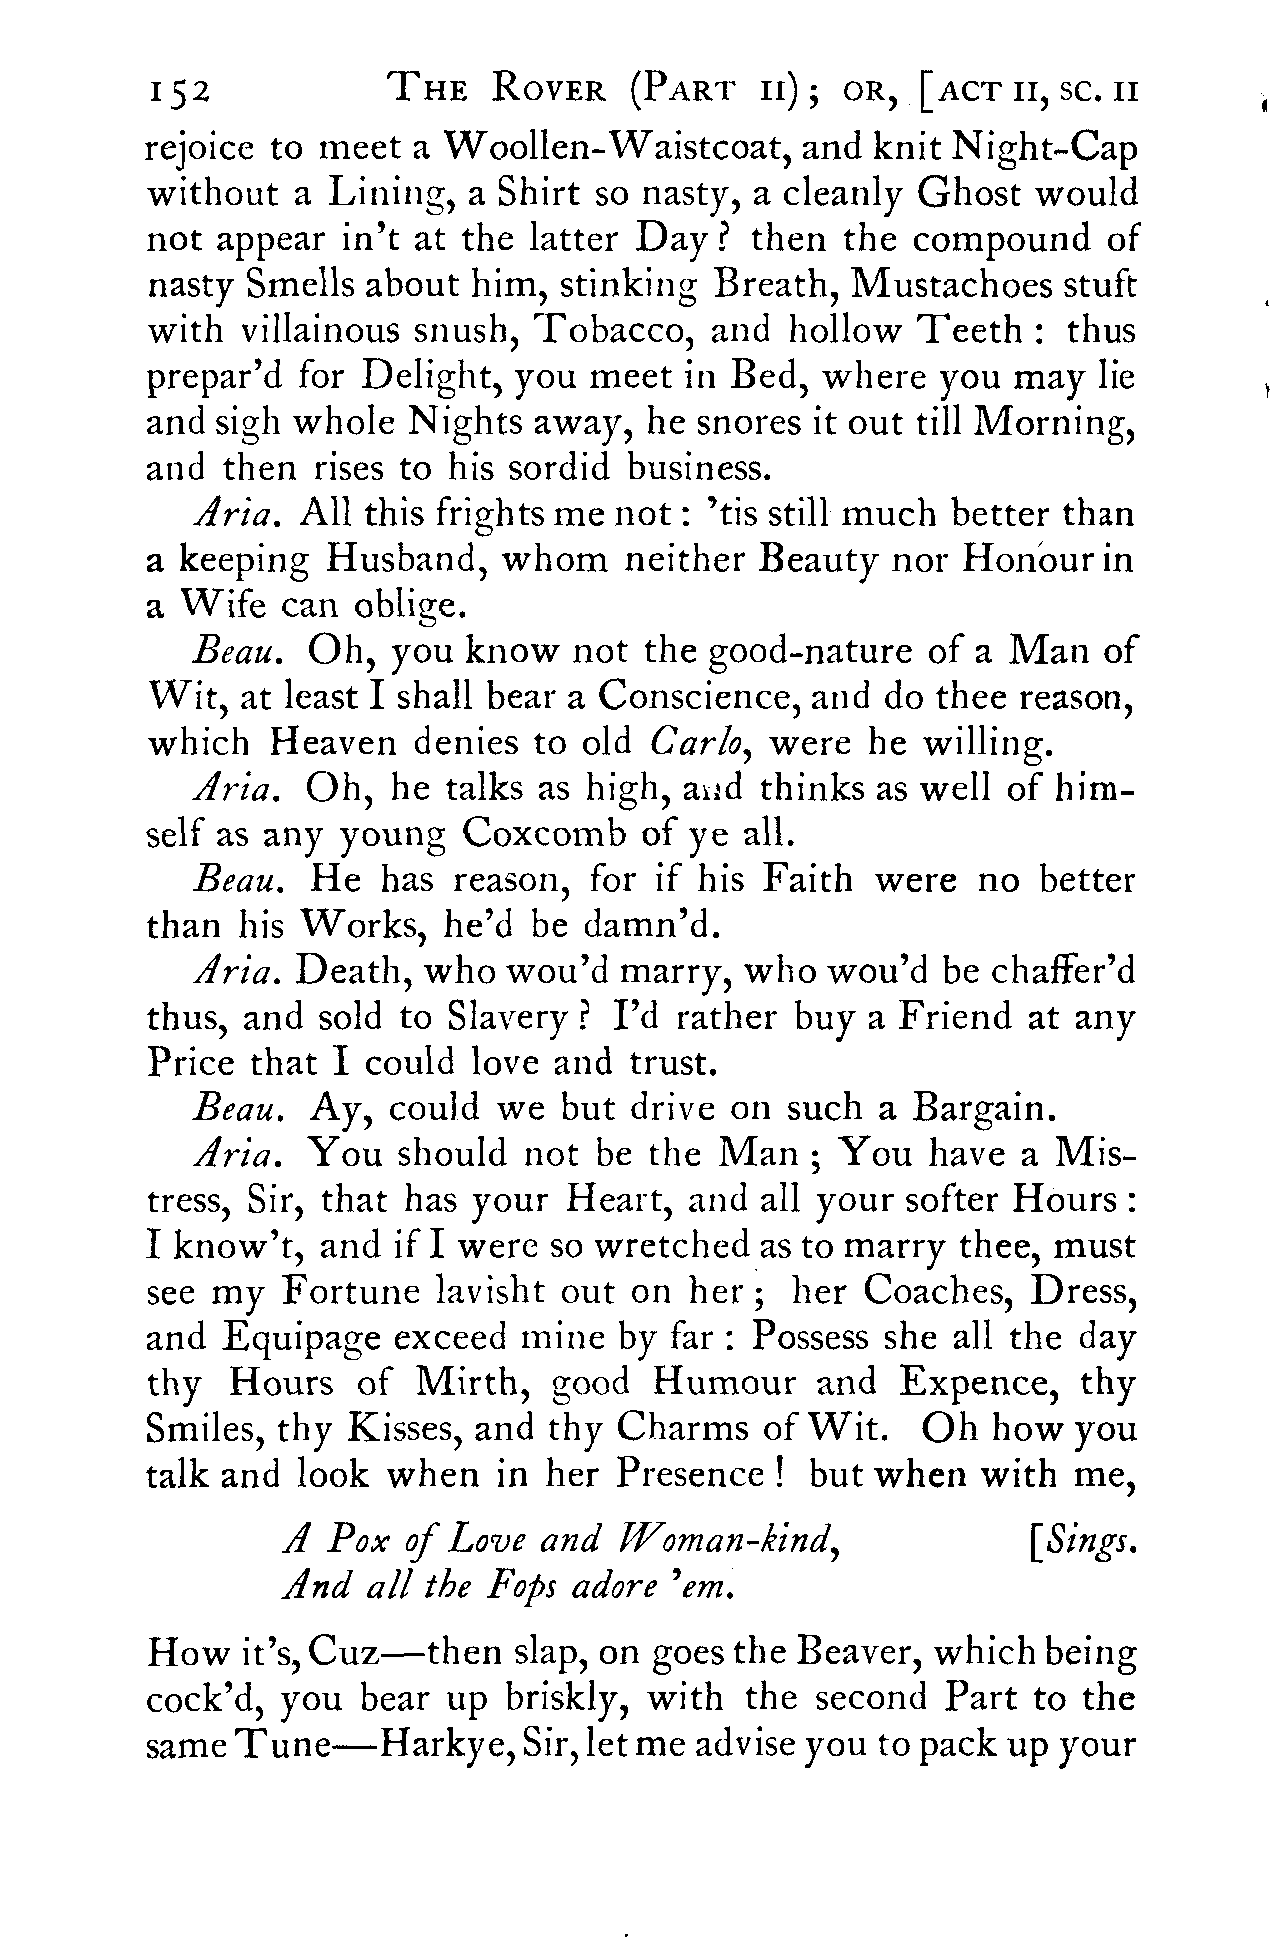 152 THE ROVER (PART II); OR, [ACT II, SC. II
rejoice to meet a Woollen-Waistcoat, and knit Night-Cap
without a Lining, a Shirt so nasty, a cleanly Ghost would
not appear in't at the latter Day? then the compound of
nasty Smells about him, stinking Breath, Mustachoes stuft
with villainous snush, Tobacco, and hollow Teeth: thus
prepar'd for Delight, you meet in Bed, where you may lie
and sigh whole Nights away, he snores it out till Morning,
and then rises to his sordid business.
Aria. All this frights me not: 'tis still much better than
a keeping Husband, whom neither Beauty nor Honour in
a Wife can oblige.
Beau. Oh, you know not the good-nature of a Man of
Wit, at least I shall bear a Conscience, and do thee reason,
which Heaven denies to old Carlo, were he willing.
Aria. Oh, he talks as high, and thinks as well of him-
self as any young Coxcomb of ye all.
Beau. He has reason, for if his Faith were no better
than his Works, he'd be damn'd.
Aria. Death, who wou'd marry, who wou'd be chaffer'd
thus, and sold to Slavery? I'd rather buy a Friend at any
Price that I could love and trust.
Beau. Ay, could we but drive on such a Bargain.
Aria. You should not be the Man; You have a Mis-
tress, Sir, that has your Heart, and all your softer Hours:
I know't, and if I were so wretched as to marry thee, must
see my Fortune lavisht out on her; her Coaches, Dress,
and Equipage exceed mine by far: Possess she all the day
thy Hours of Mirth, good Humour and Expence, thy
Smiles, thy Kisses, and thy Charms of Wit. Oh how you
talk and look when in her Presence! but when with me,
A Pox of Love and Woman-kind, [Sings.
And all the Fops adore 'em.
How it's, Cuz—then slap, on goes the Beaver, which being
cock'd, you bear up briskly, with the second Part to the
same Tune—Harkye, Sir, let me advise you to pack up your